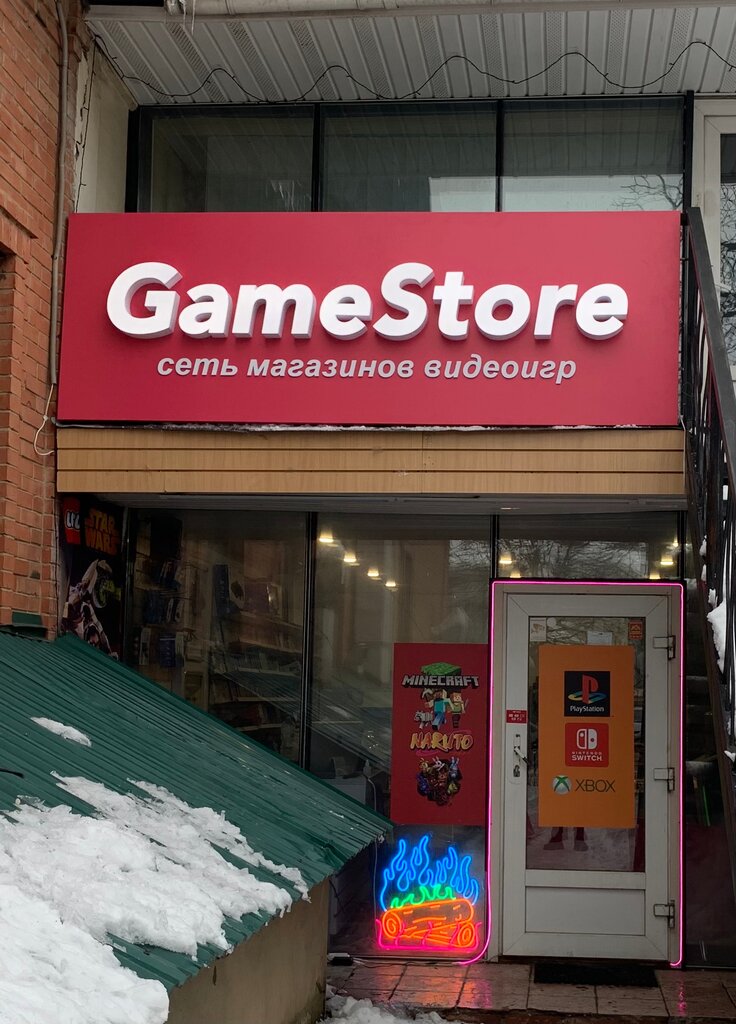 GameStore
сеть магазинов видеоигр
STAR
WARS
MINECRAFT
NARUTO
PlayStation
NINTENDO
SWITCH
XBOX